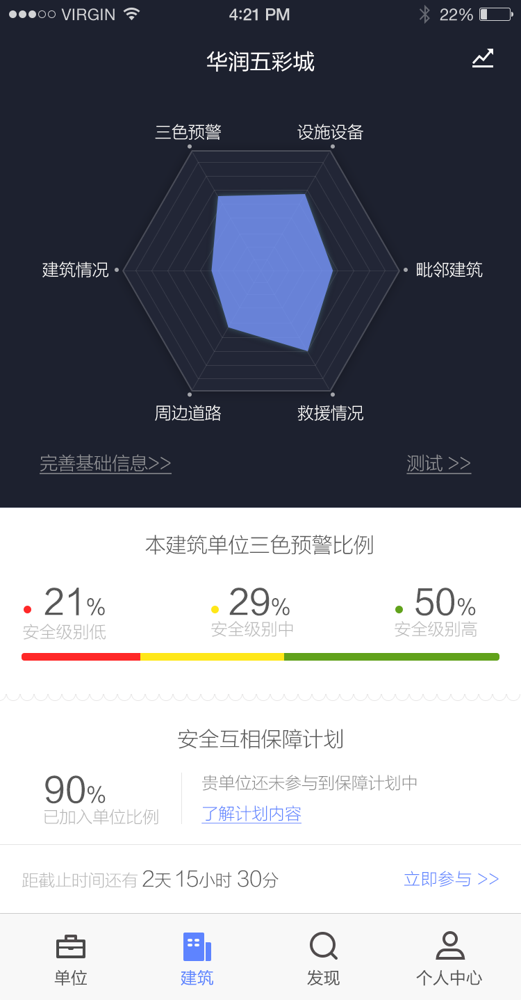 VIRGIN 4:21 PM 22%
华润五彩城
三色预警 设施设备
建筑情况 毗邻建筑
周边道路 救援情况
完善基础信息>> 测试 >>
本建筑单位三色预警比例
21% 29% 50%
安全级别低 安全级别中 安全级别高
安全互相保障计划
90% 贵单位还未参与到保障计划中
已加入单位比例 了解计划内容
距截止时间还有 2天 15小时 30分 立即参与 >>
单位 建筑 发现 个人中心